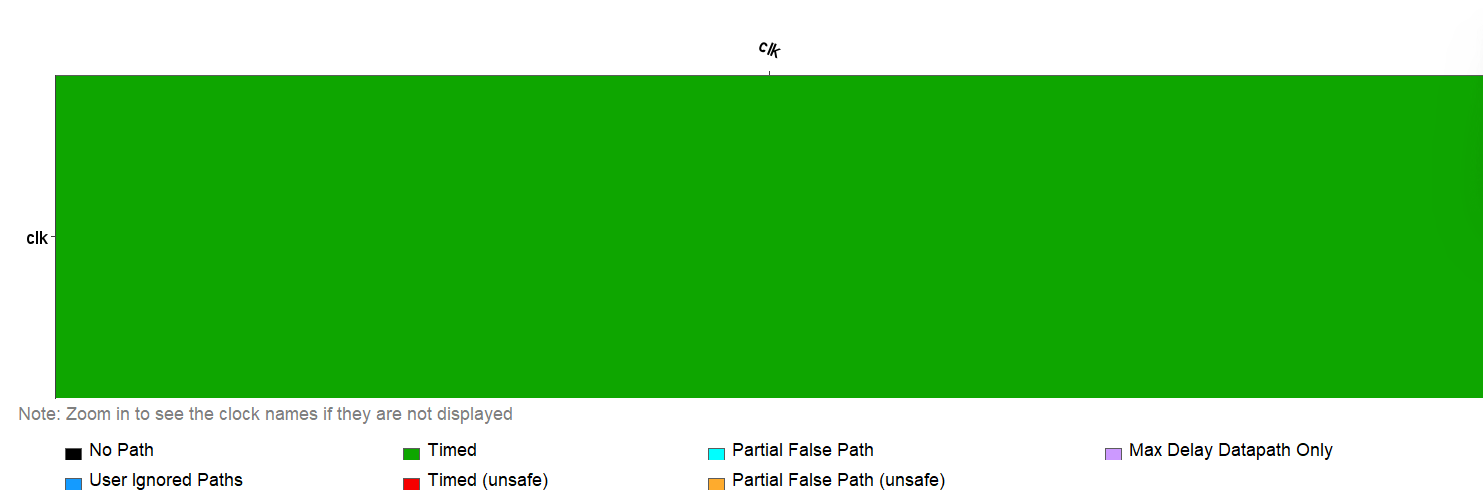 clk
clk
Note: Zoom in to see the clock names if they are not displayed
No Path
Timed
Partial False Path
Max Delay Datapath Only
User Ignored Paths
Timed (unsafe)
Partial False Path (unsafe)